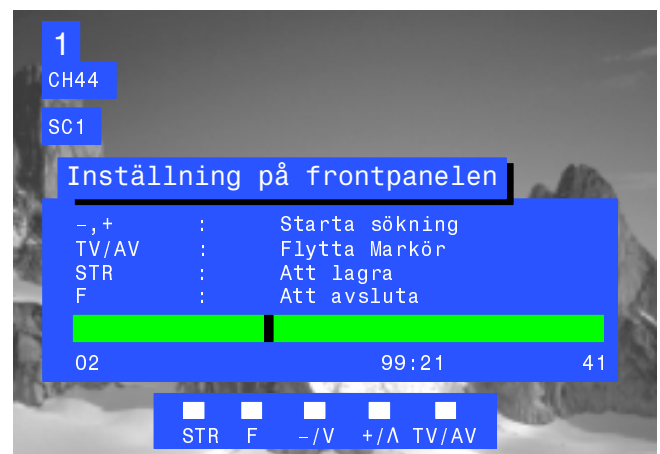 1
CH44
SC1
Inställning på frontpanelen
–,+ : Starta sökning
TV/AV : Flytta Markör
STR : Att lagra
F : Att avsluta
02 99:21 41
STR F –/V +/Λ TV/AV